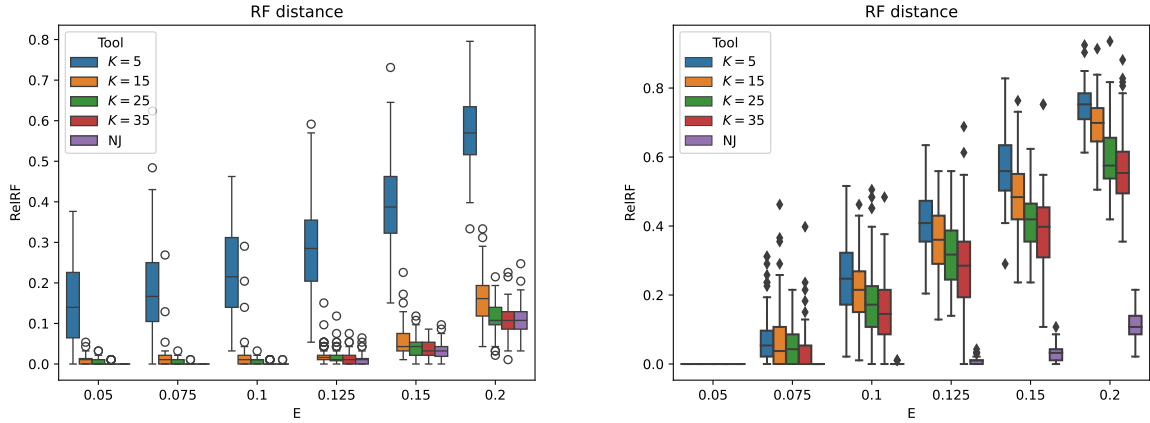 RF distance
0.8
0.7
0.6
0.5
0.4
0.3
0.2
0.1
0.0
RelRF
Tool
K = 5
K = 15
K = 25
K = 35
NJ
0.05 0.075 0.1 0.125 0.15 0.2
E
RF distance
0.8
0.6
0.4
0.2
0.0
RelRF
Tool
K = 5
K = 15
K = 25
K = 35
NJ
0.05 0.075 0.1 0.125 0.15 0.2
E